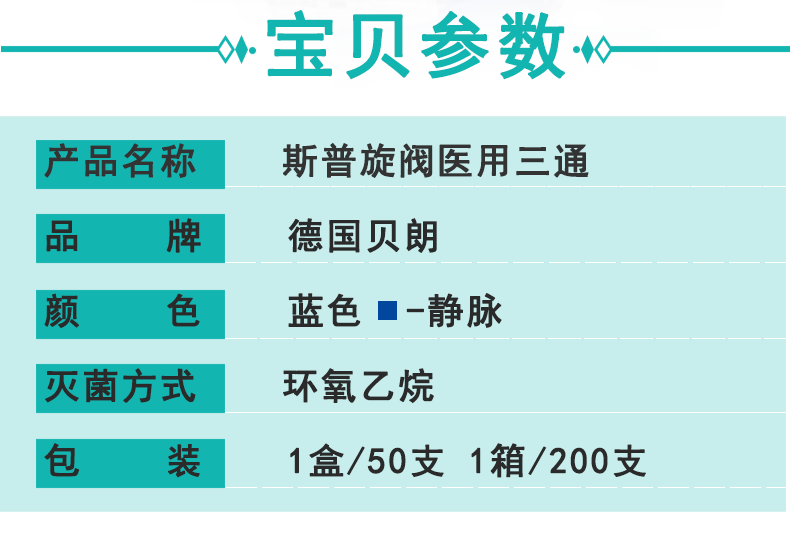 宝贝参数
产品名称 斯普旋阀医用三通
品牌 德国贝朗
颜色 蓝色 -静脉
灭菌方式 环氧乙烷
包装 1盒/50支 1箱/200支